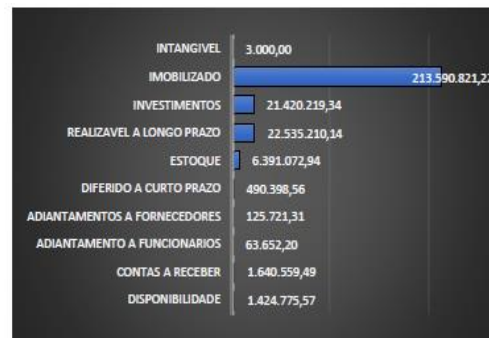 INTANGIVEL 3.000,00
IMOBILIZADO 213.590.821,22
INVESTIMENTOS 21.420.219,34
REALIZAVEL A LONGO PRAZO 22.535.210,14
ESTOQUE 6.391.072,94
DIFERIDO A CURTO PRAZO 490.398,56
ADIANTAMENTOS A FORNECEDORES 125.721,31
ADIANTAMENTO A FUNCIONARIOS 63.652,20
CONTAS A RECEBER 1.640.559,49
DISPONIBILIDADE 1.424.775,57